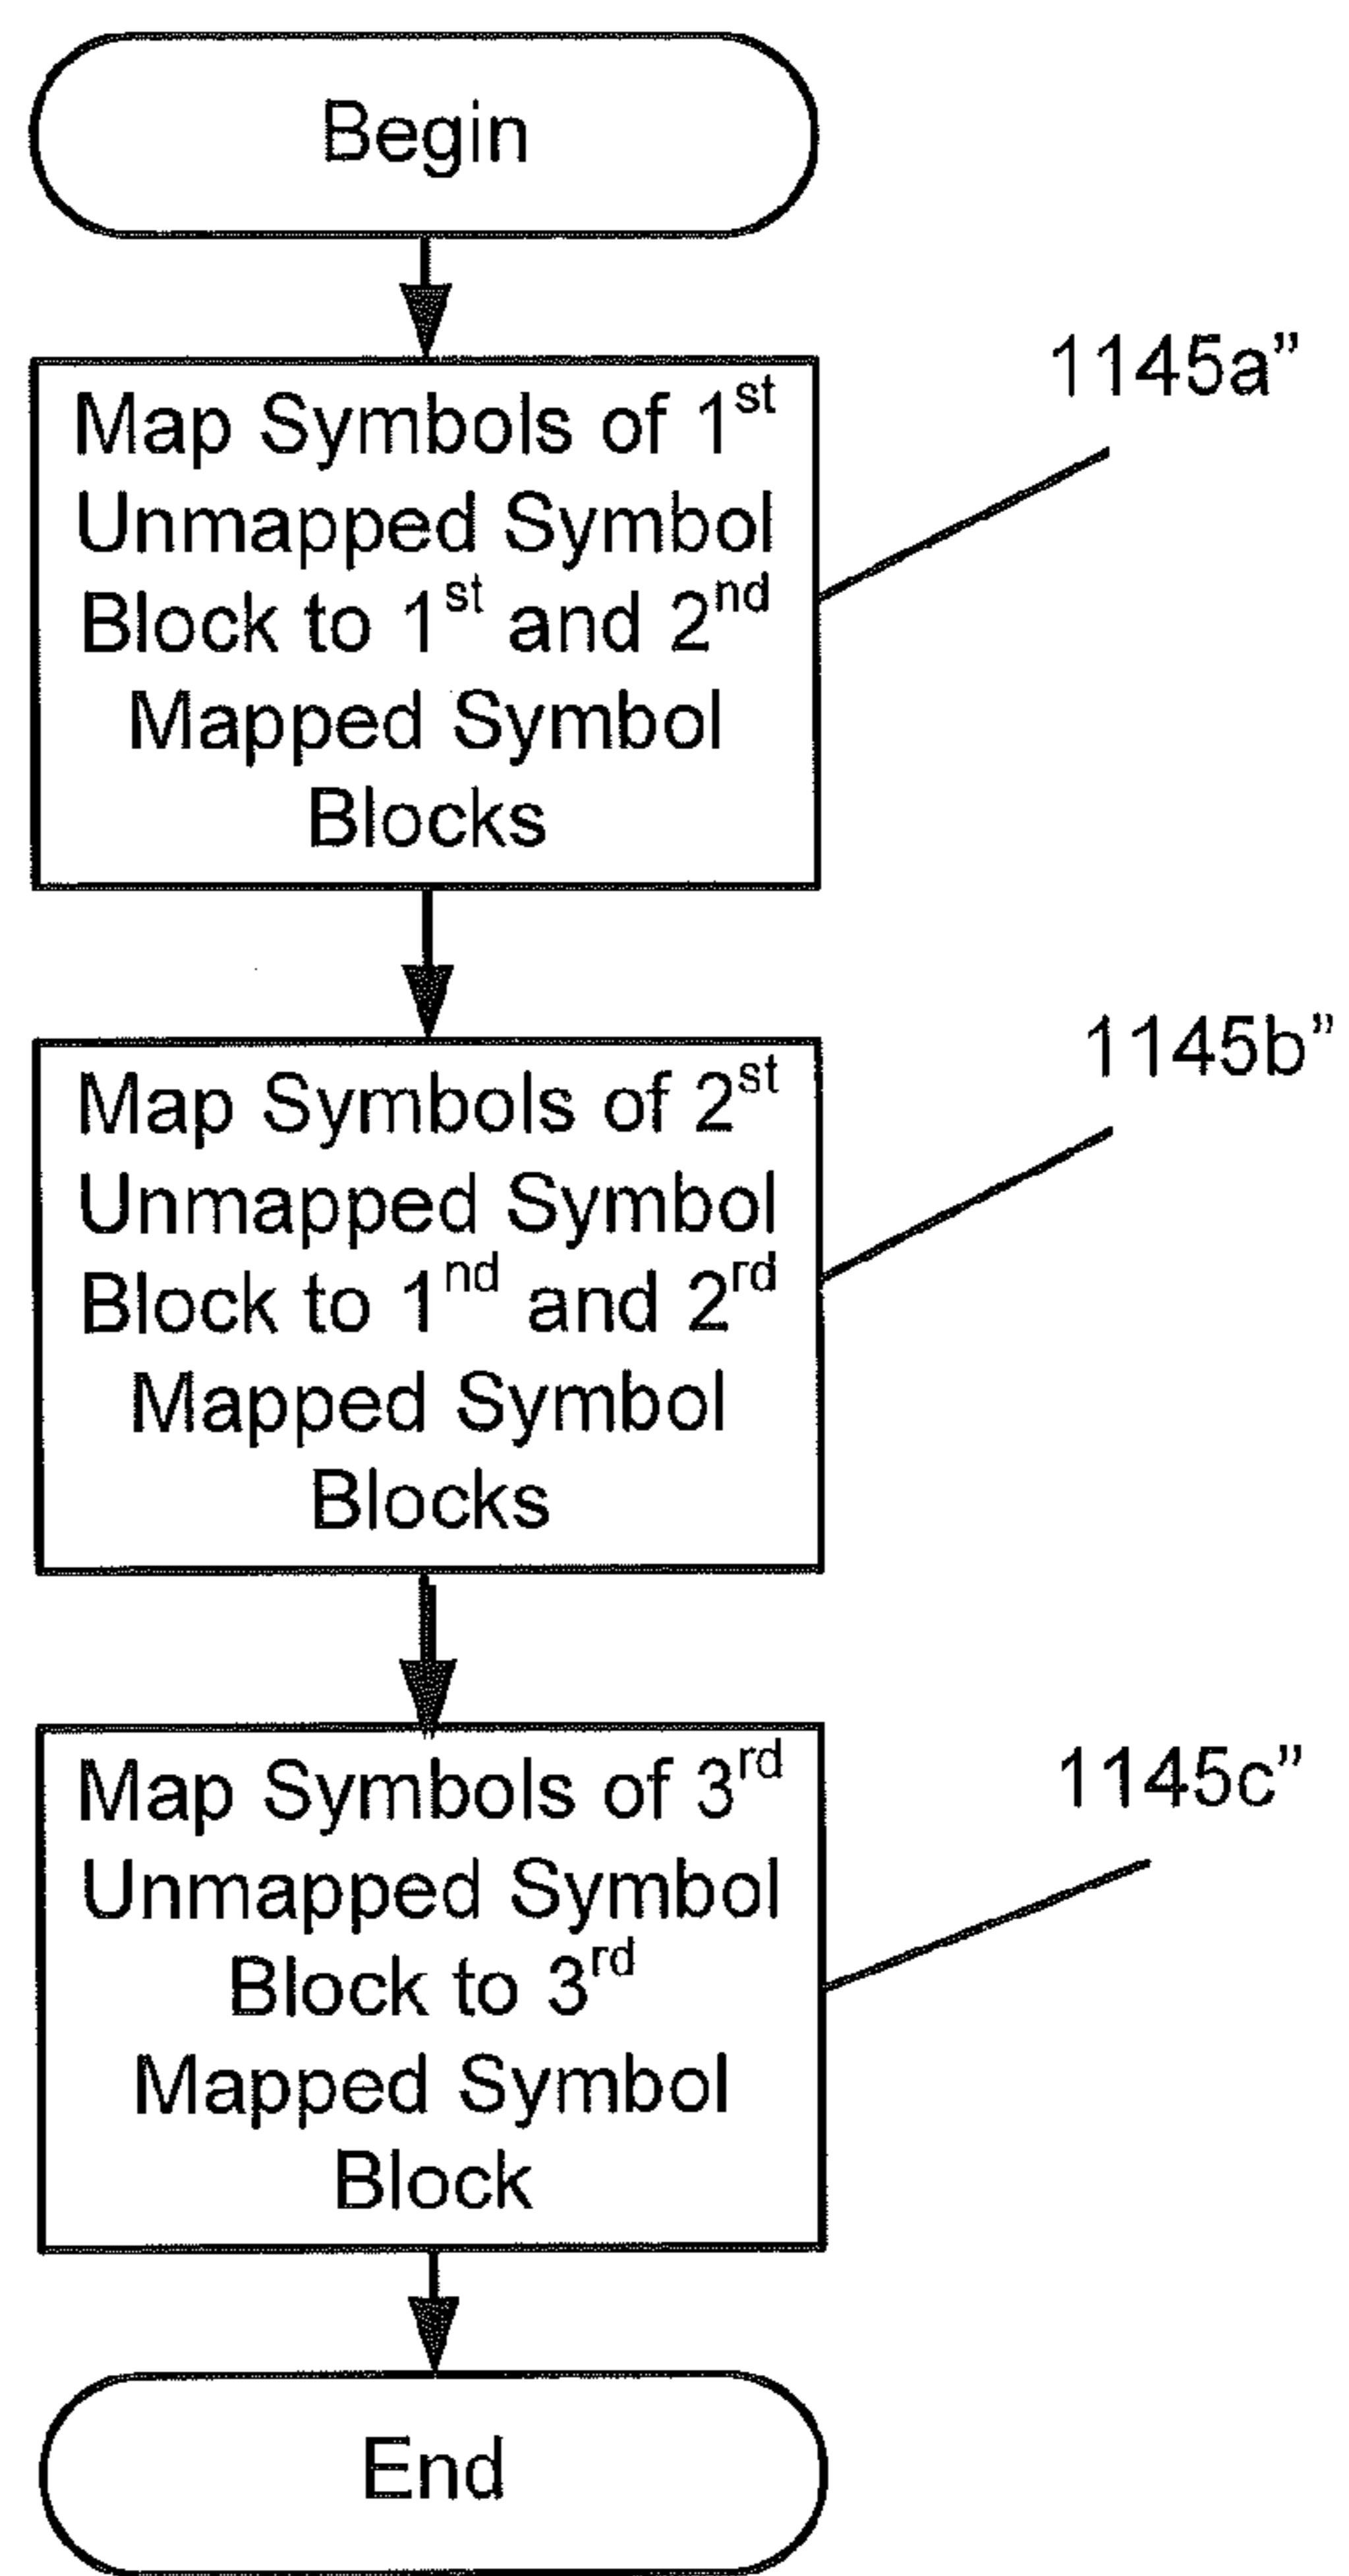 Begin
Map Symbols of 1st
Unmapped Symbol
Block to 1st and 2nd
Mapped Symbol
Blocks
1145a”
Map Symbols of 2st
Unmapped Symbol
Block to 1nd and 2rd
Mapped Symbol
Blocks
1145b”
Map Symbols of 3rd
Unmapped Symbol
Block to 3rd
Mapped Symbol
Block
1145c”
End